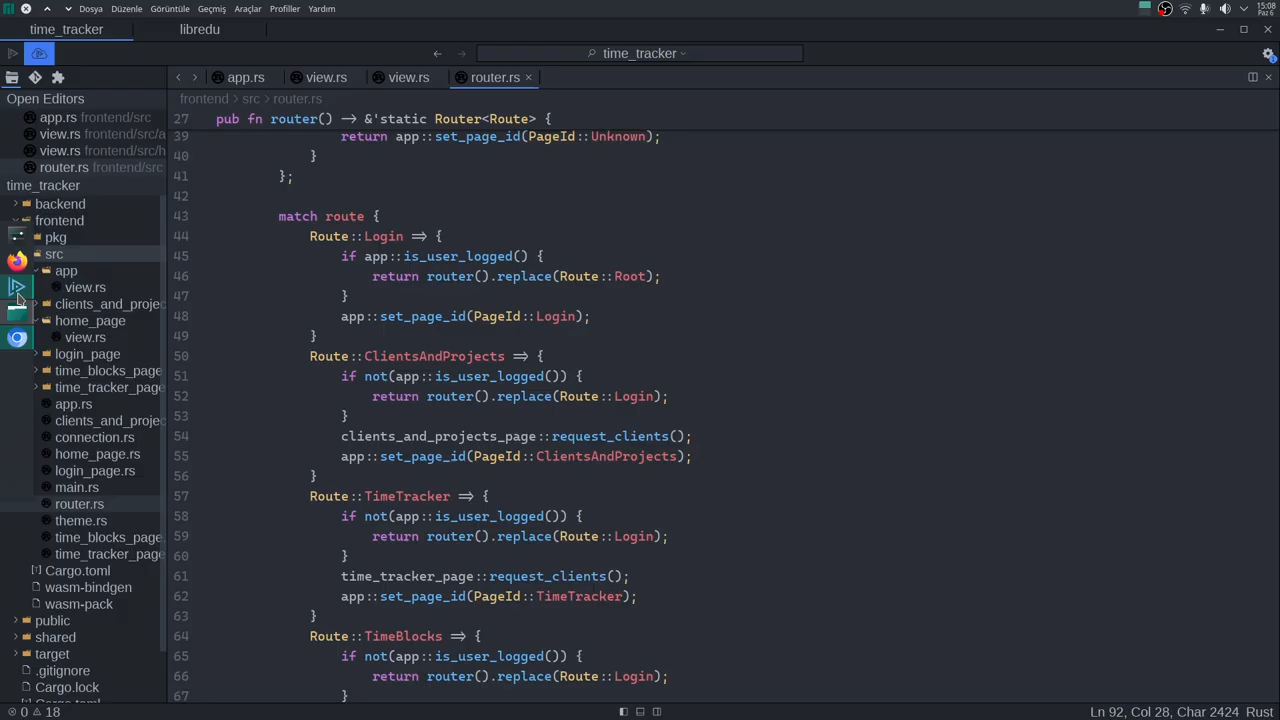 Dosya Düzenle Görüntüle Geçmiş Araçlar Profiller Yardım
15:08
Paz 6
time_tracker
libredu
time_tracker
app.rs
view.rs
view.rs
router.rs
Open Editors
app.rs frontend/src
view.rs frontend/src/a
view.rs frontend/src/h
router.rs frontend/src
time_tracker
backend
frontend
pkg
src
app
view.rs
clients_and_projec
home_page
view.rs
login_page
time_blocks_page
time_tracker_page
app.rs
clients_and_projec
connection.rs
home_page.rs
login_page.rs
main.rs
router.rs
theme.rs
time_blocks_page.
time_tracker_page
Cargo.toml
wasm-bindgen
wasm-pack
public
shared
target
.gitignore
Cargo.lock
Cargo.toml
frontend src router.rs
27 pub fn router() -> &'static Router<Route> {
39 return app::set_page_id(PageId::Unknown);
40 }
41 };
42
43 match route {
44 Route::Login => {
45 if app::is_user_logged() {
46 return router().replace(Route::Root);
47 }
48 app::set_page_id(PageId::Login);
49 }
50 Route::ClientsAndProjects => {
51 if not(app::is_user_logged()) {
52 return router().replace(Route::Login);
53 }
54 clients_and_projects_page::request_clients();
55 app::set_page_id(PageId::ClientsAndProjects);
56 }
57 Route::TimeTracker => {
58 if not(app::is_user_logged()) {
59 return router().replace(Route::Login);
60 }
61 time_tracker_page::request_clients();
62 app::set_page_id(PageId::TimeTracker);
63 }
64 Route::TimeBlocks => {
65 if not(app::is_user_logged()) {
66 return router().replace(Route::Login);
67 }
0 18
Ln 92, Col 28, Char 2424 Rust